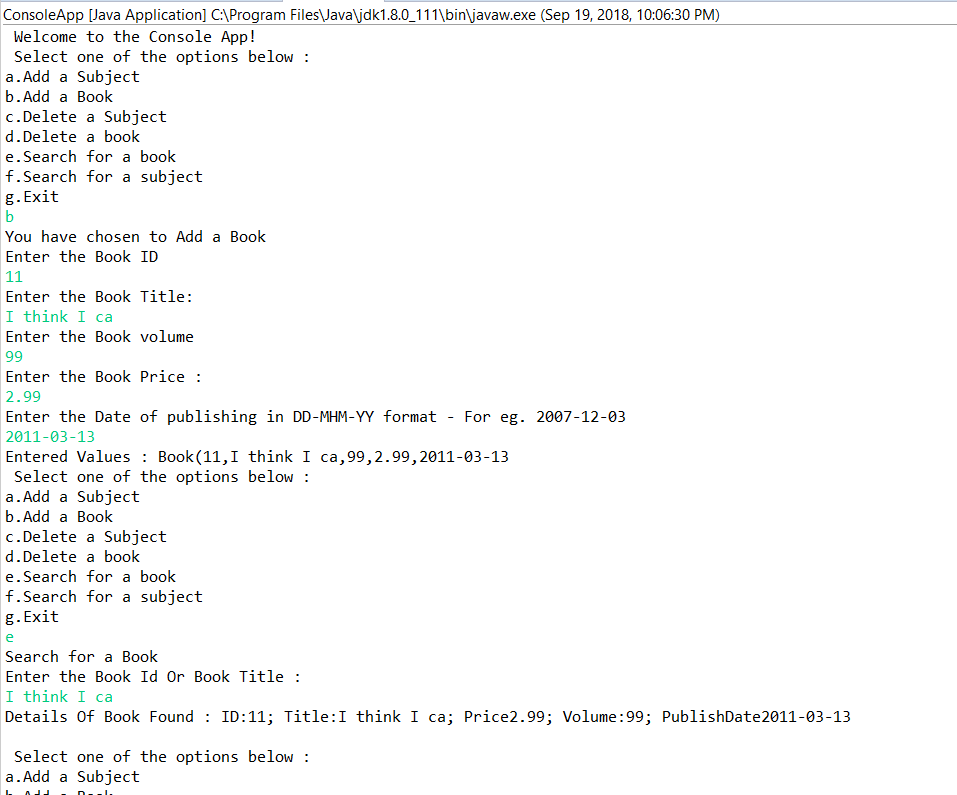 ConsoleApp [Java Application] C:\Program Files\Java\jdk1.8.0_111\bin\javaw.exe (Sep 19, 2018, 10:06:30 PM)
Welcome to the Console App!
Select one of the options below :
a.Add a Subject
b.Add a Book
c.Delete a Subject
d.Delete a book
e.Search for a book
f.Search for a subject
g.Exit
b
You have chosen to Add a Book
Enter the Book ID
11
Enter the Book Title:
I think I ca
Enter the Book volume
99
Enter the Book Price :
2.99
Enter the Date of publishing in DD-MHM-YY format - For eg. 2007-12-03
2011-03-13
Entered Values : Book(11,I think I ca,99,2.99,2011-03-13
Select one of the options below :
a.Add a Subject
b.Add a Book
c.Delete a Subject
d.Delete a book
e.Search for a book
f.Search for a subject
g.Exit
e
Search for a Book
Enter the Book Id Or Book Title :
I think I ca
Details Of Book Found : ID:11; Title:I think I ca; Price2.99; Volume:99; PublishDate2011-03-13
Select one of the options below :
a.Add a Subject
b.Add a Book